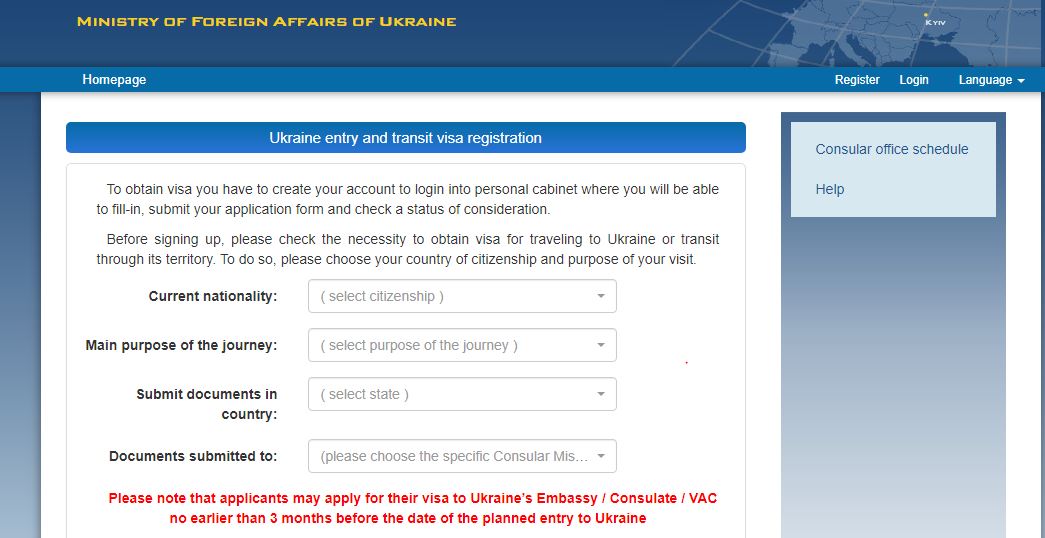 MINISTRY OF FOREIGN AFFAIRS OF UKRAINE
KYIV
Homepage
Register
Login
Language
Ukraine entry and transit visa registration
To obtain visa you have to create your account to login into personal cabinet where you will be able
to fill-in, submit your application form and check a status of consideration.
Before signing up, please check the necessity to obtain visa for traveling to Ukraine or transit
through its territory. To do so, please choose your country of citizenship and purpose of your visit.
Current nationality:
( select citizenship )
Main purpose of the journey:
( select purpose of the journey )
Submit documents in
country:
( select state )
Documents submitted to:
(please choose the specific Consular Mis...
Please note that applicants may apply for their visa to Ukraine's Embassy / Consulate / VAC
no earlier than 3 months before the date of the planned entry to Ukraine
Consular office schedule
Help